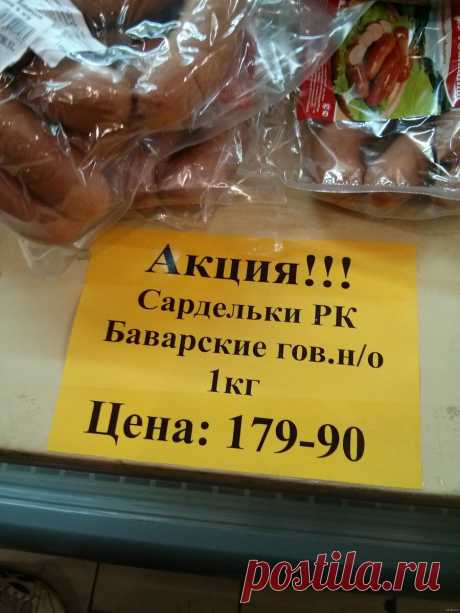 Акция!!!
Сардельки РК
Баварские гов.н/о
1кг
Цена: 179-90
postila.ru